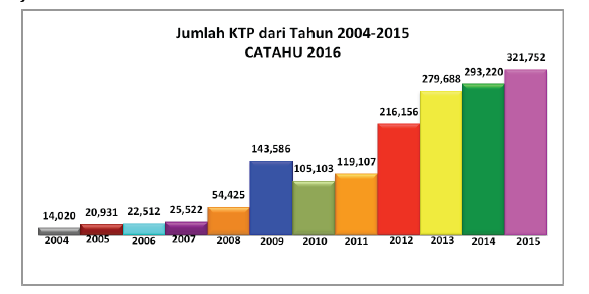 Jumlah KTP dari Tahun 2004-2015
CATAHU 2016
14,020 20,931 22,512 25,522 54,425 143,586 105,103 119,107 216,156 279,688 293,220 321,752
2004 2005 2006 2007 2008 2009 2010 2011 2012 2013 2014 2015